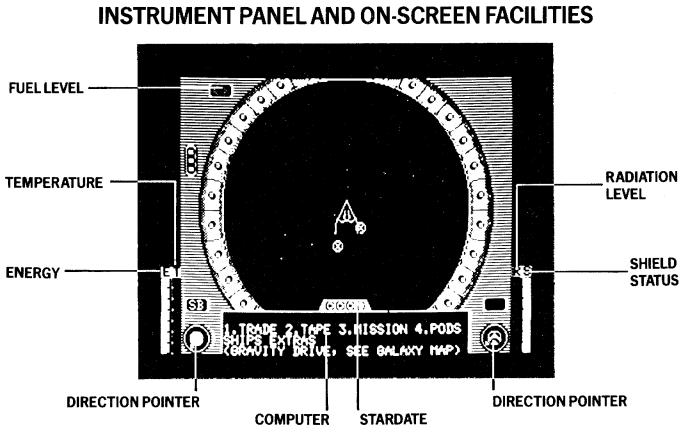 INSTRUMENT PANEL AND ON-SCREEN FACILITIES
FUEL LEVEL
TEMPERATURE
RADIATION
LEVEL
ENERGY
E T
R S
SHIELD
STATUS
SB
1.TRADE 2.TAPE 3.MISSION 4.PODS
SHIPS EXTRAS
(GRAVITY DRIVE, SEE GALAXY MAP)
DIRECTION POINTER
COMPUTER
STARDATE
DIRECTION POINTER